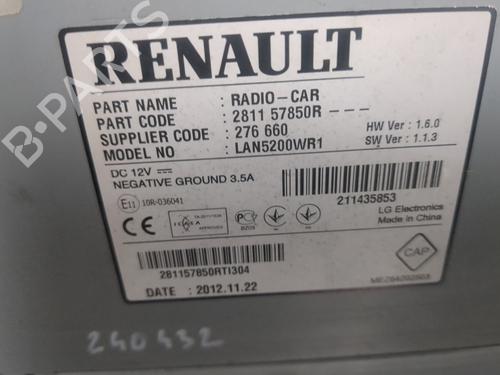 RENAULT
PART NAME : RADIO-CAR
PART CODE : 2811 57850R ---
SUPPLIER CODE : 276 660
MODEL NO : LAN5200WR1
HW Ver : 1.6.0
SW Ver : 1.1.3
DC 12V
NEGATIVE GROUND 3.5A
E11 10R-036041
211435853
LG Electronics
Made in China
CE
APPROVED
CAP
281157850RTI304
DATE : 2012.11.22
240432
B-PARTS